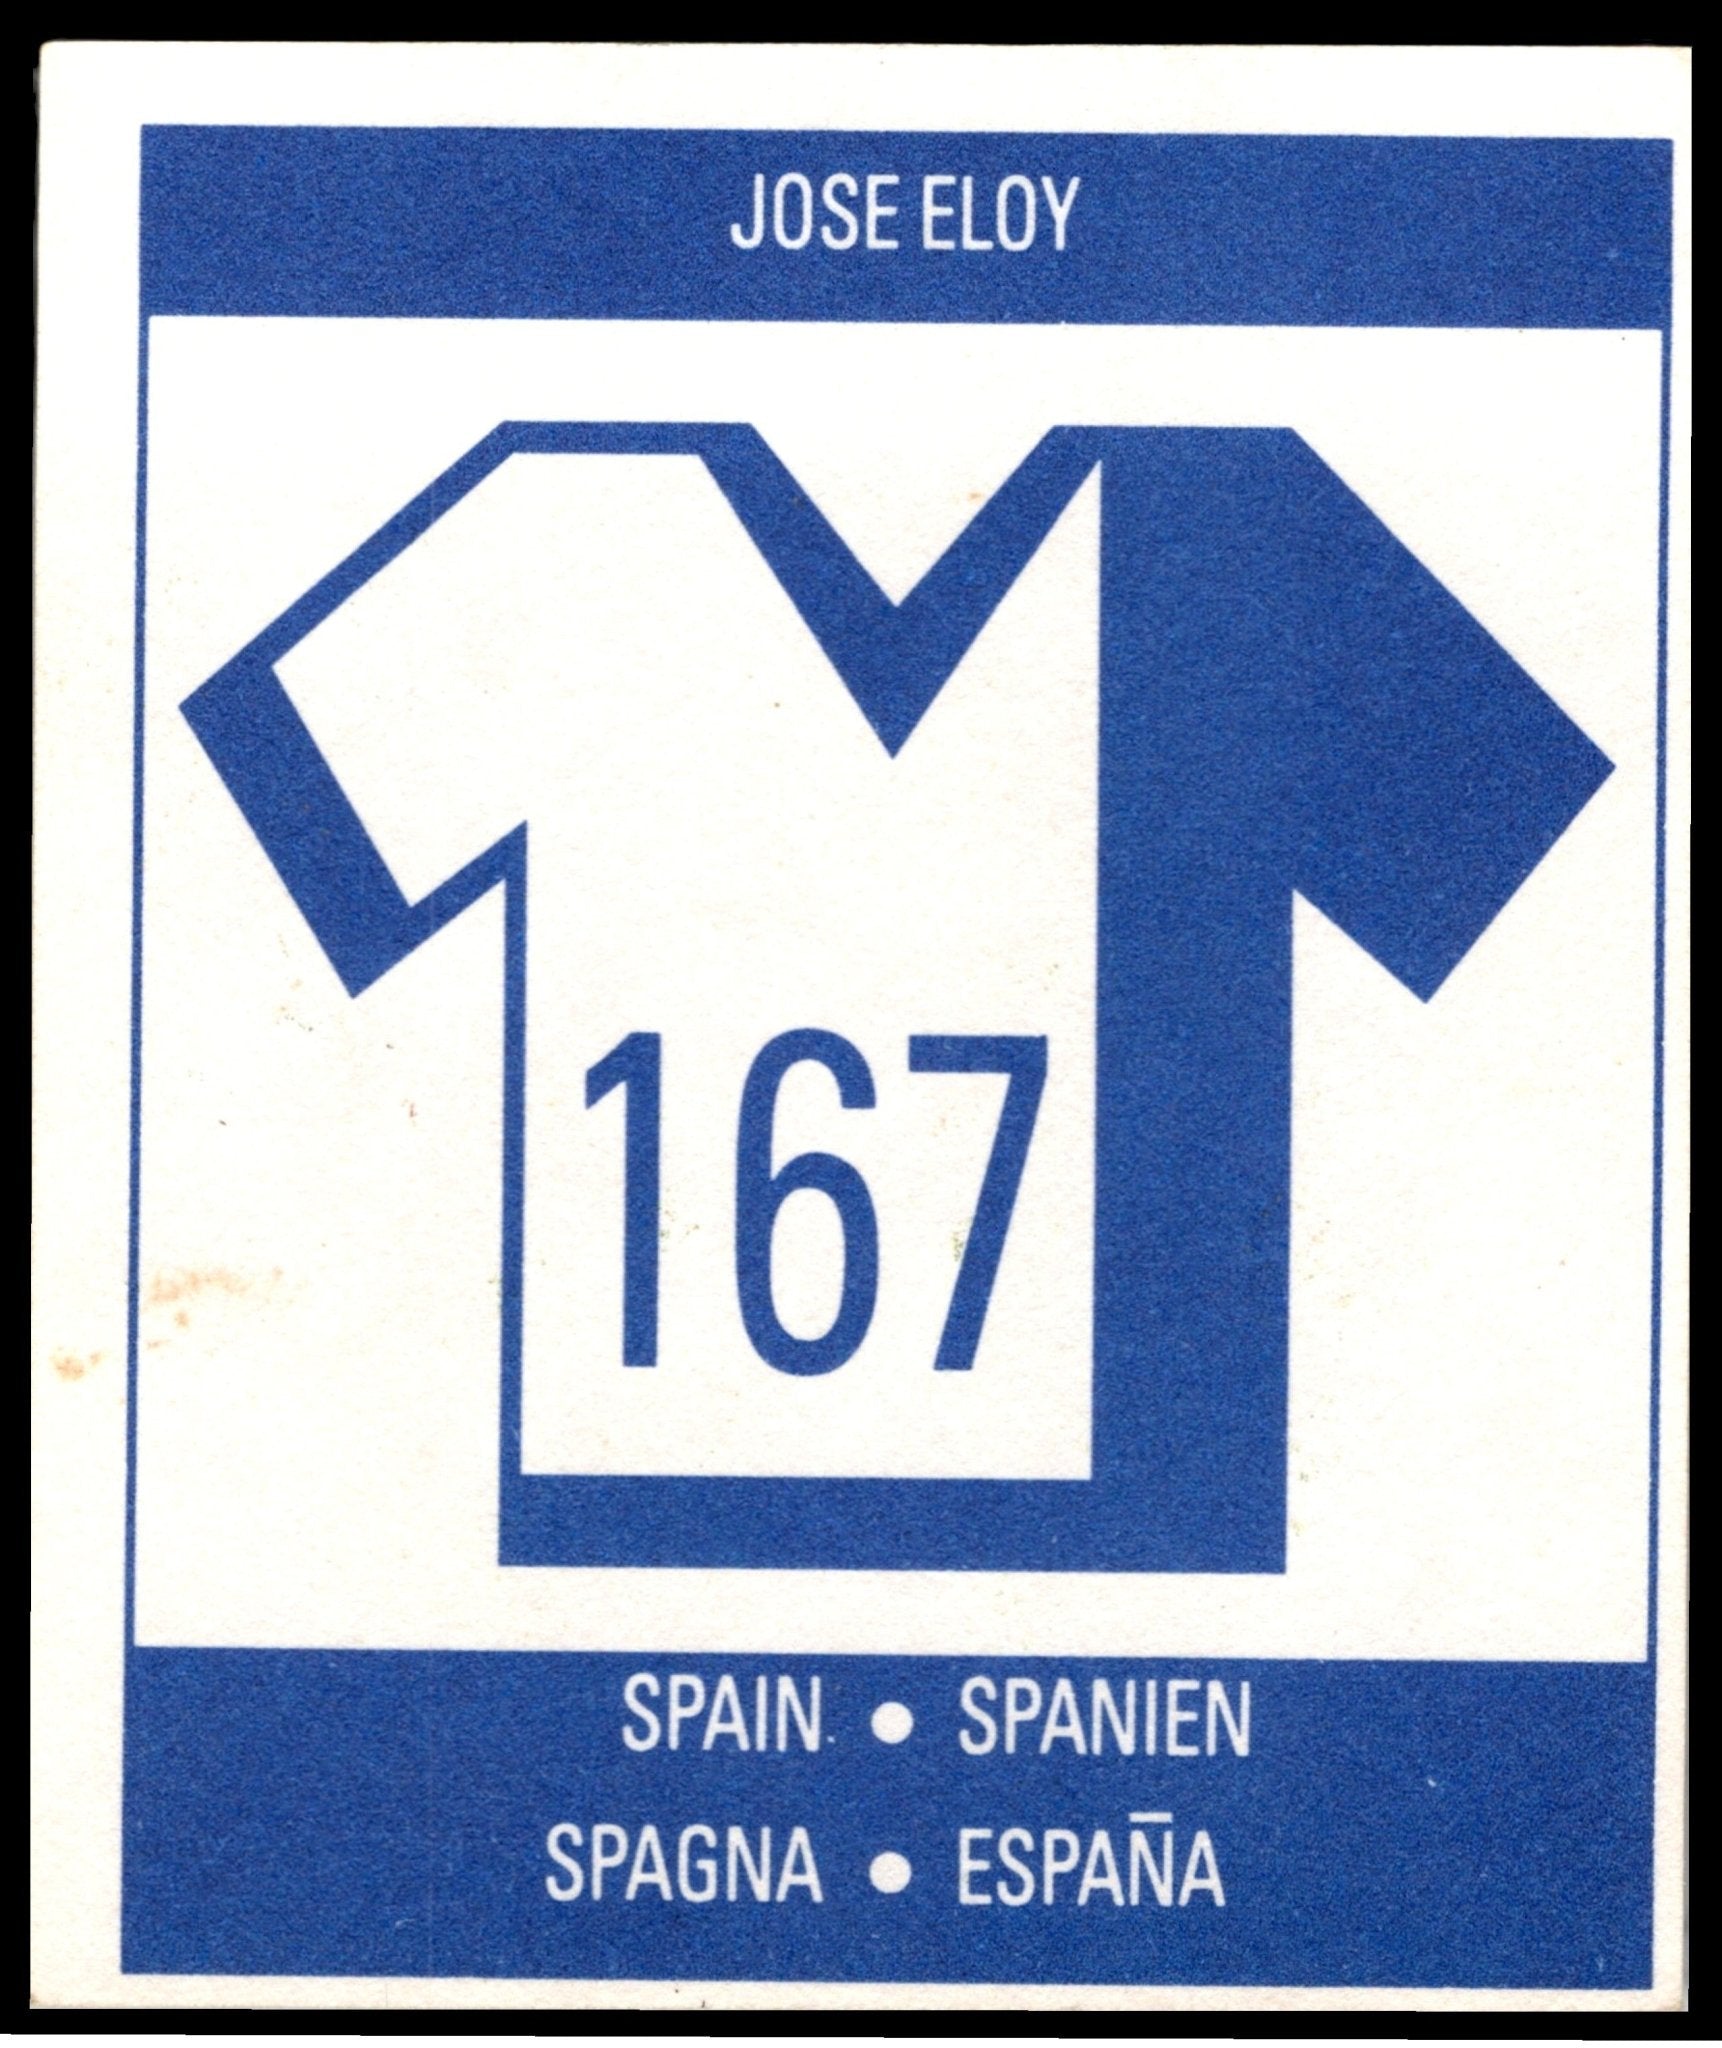 JOSE ELOY
167
SPAIN • SPANIEN
SPAGNA • ESPAÑA